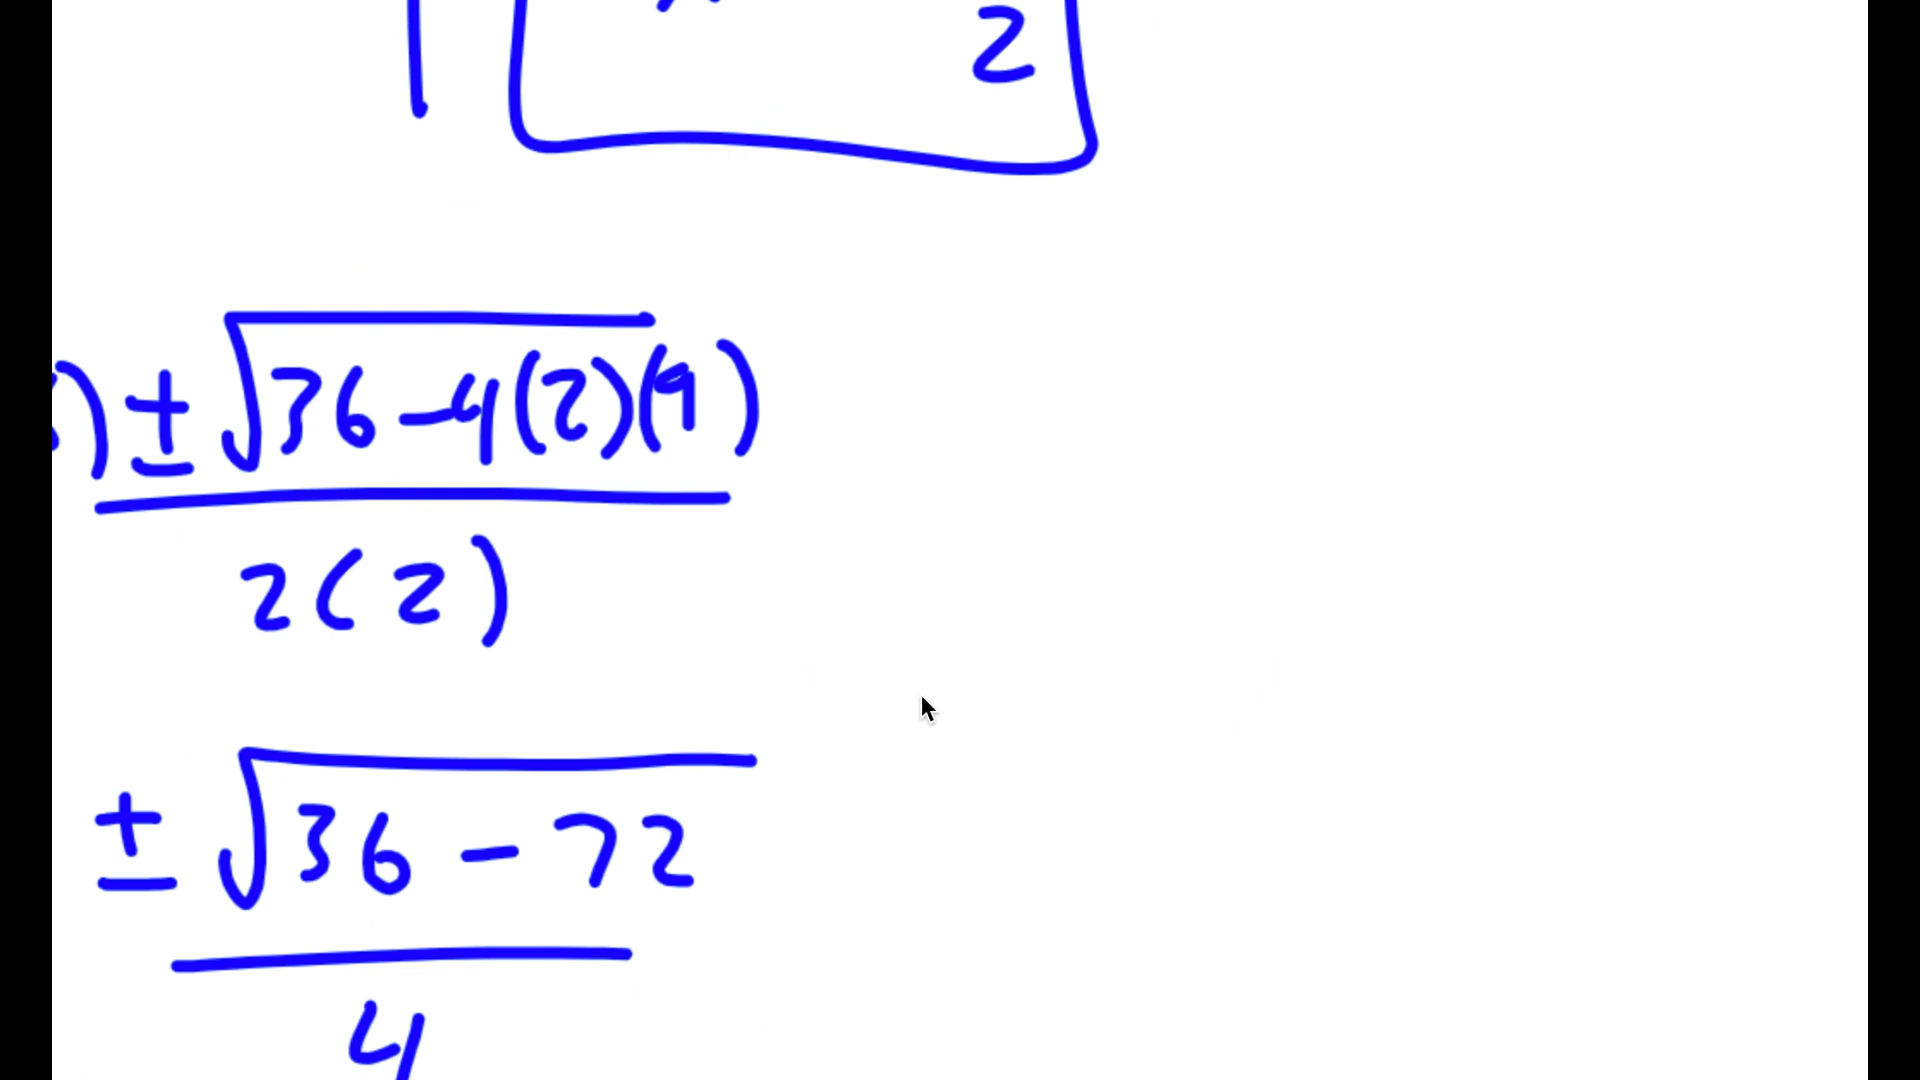 2
) ± √36 - 4(2)(9)
2(2)
± √36 - 72
4